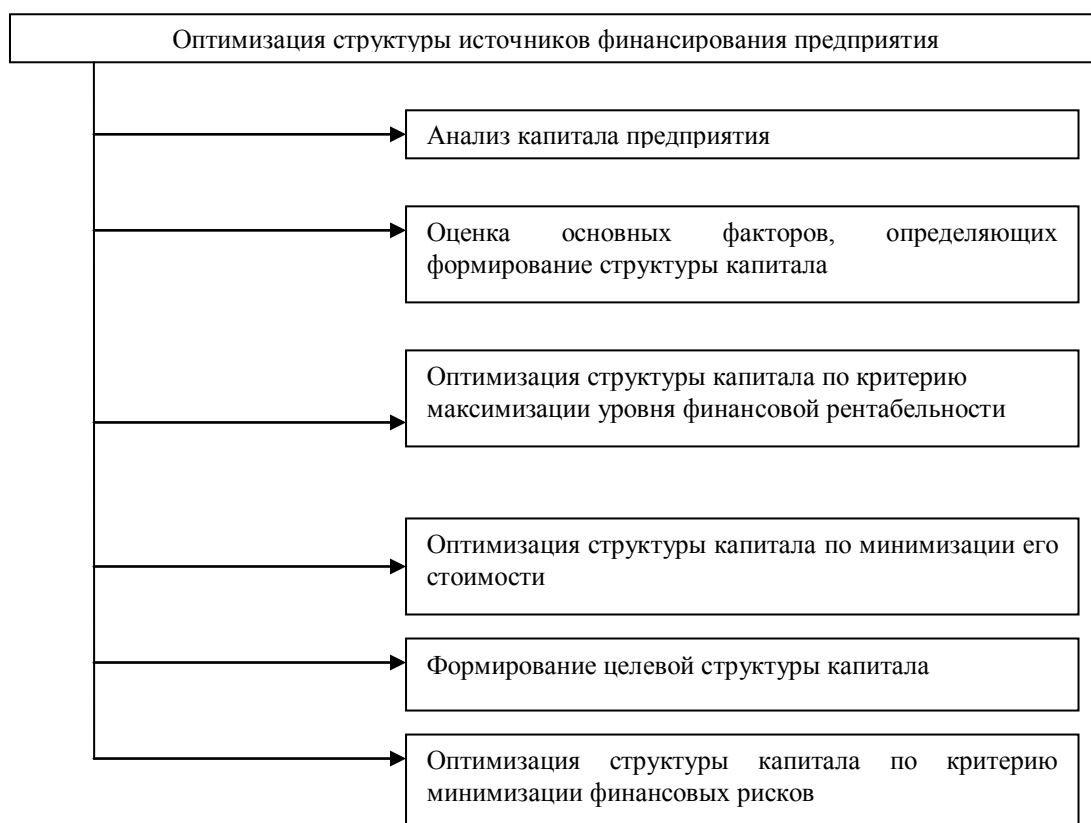 Оптимизация структуры источников финансирования предприятия
Анализ капитала предприятия
Оценка основных факторов, определяющих
формирование структуры капитала
Оптимизация структуры капитала по критерию
максимизации уровня финансовой рентабельности
Оптимизация структуры капитала по минимизации его
стоимости
Формирование целевой структуры капитала
Оптимизация структуры капитала по критерию
минимизации финансовых рисков